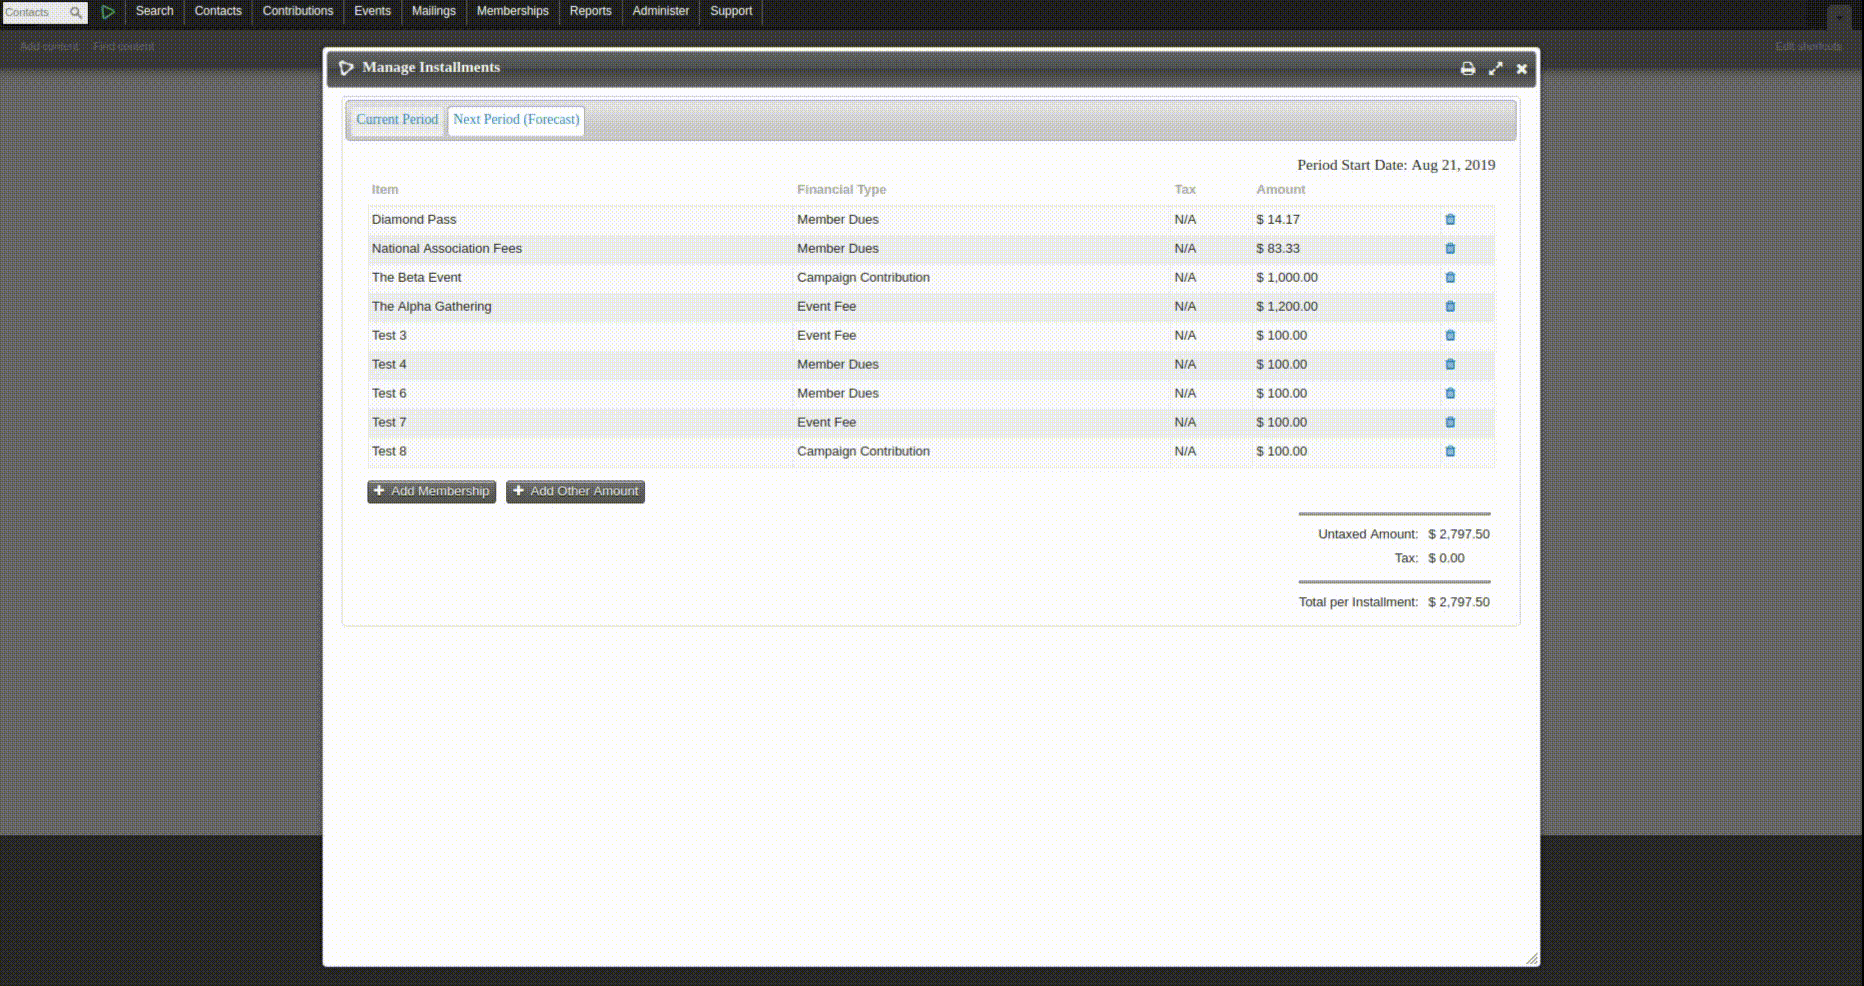 Contacts
Search Contacts Contributions Events Mailings Memberships Reports Administer Support
Add content Find content Edit shortcuts
Manage Installments
Current Period Next Period (Forecast)
Period Start Date: Aug 21, 2019
Item Financial Type Tax Amount
Diamond Pass Member Dues N/A $ 14.17
National Association Fees Member Dues N/A $ 83.33
The Beta Event Campaign Contribution N/A $ 1,000.00
The Alpha Gathering Event Fee N/A $ 1,200.00
Test 3 Event Fee N/A $ 100.00
Test 4 Member Dues N/A $ 100.00
Test 6 Member Dues N/A $ 100.00
Test 7 Event Fee N/A $ 100.00
Test 8 Campaign Contribution N/A $ 100.00
Add Membership Add Other Amount
Untaxed Amount: $ 2,797.50
Tax: $ 0.00
Total per Installment: $ 2,797.50